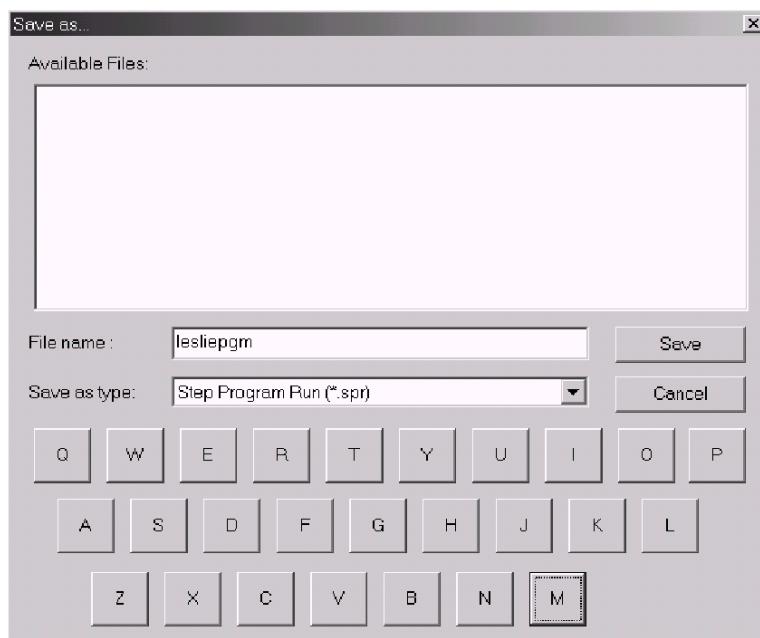 Save as...
Available Files:
File name :
lesliepgm
Save
Save as type:
Step Program Run (*.spr)
Cancel
Q W E R T Y U I O P
A S D F G H J K L
Z X C V B N M